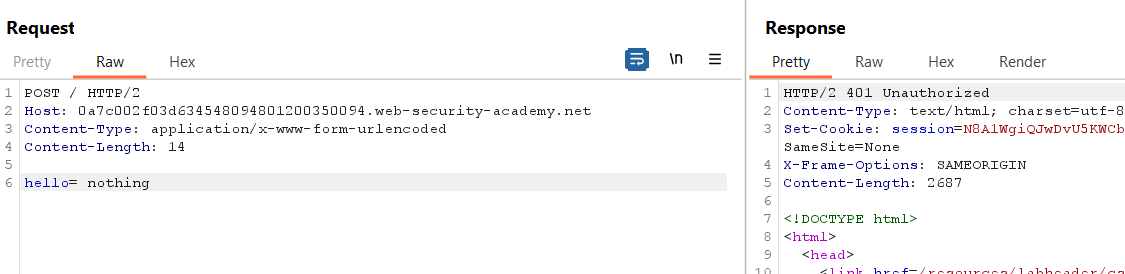 Request
Pretty Raw Hex \n
1 POST / HTTP/2
2 Host: 0a7c002f03d634548094801200350094.web-security-academy.net
3 Content-Type: application/x-www-form-urlencoded
4 Content-Length: 14
5
6 hello= nothing
Response
Pretty Raw Hex Render
1 HTTP/2 401 Unauthorized
2 Content-Type: text/html; charset=utf-8
3 Set-Cookie: session=N8AlWgiQJwDvU5KWCb
SameSite=None
4 X-Frame-Options: SAMEORIGIN
5 Content-Length: 2687
6
7 <!DOCTYPE html>
8 <html>
9 <head>
10